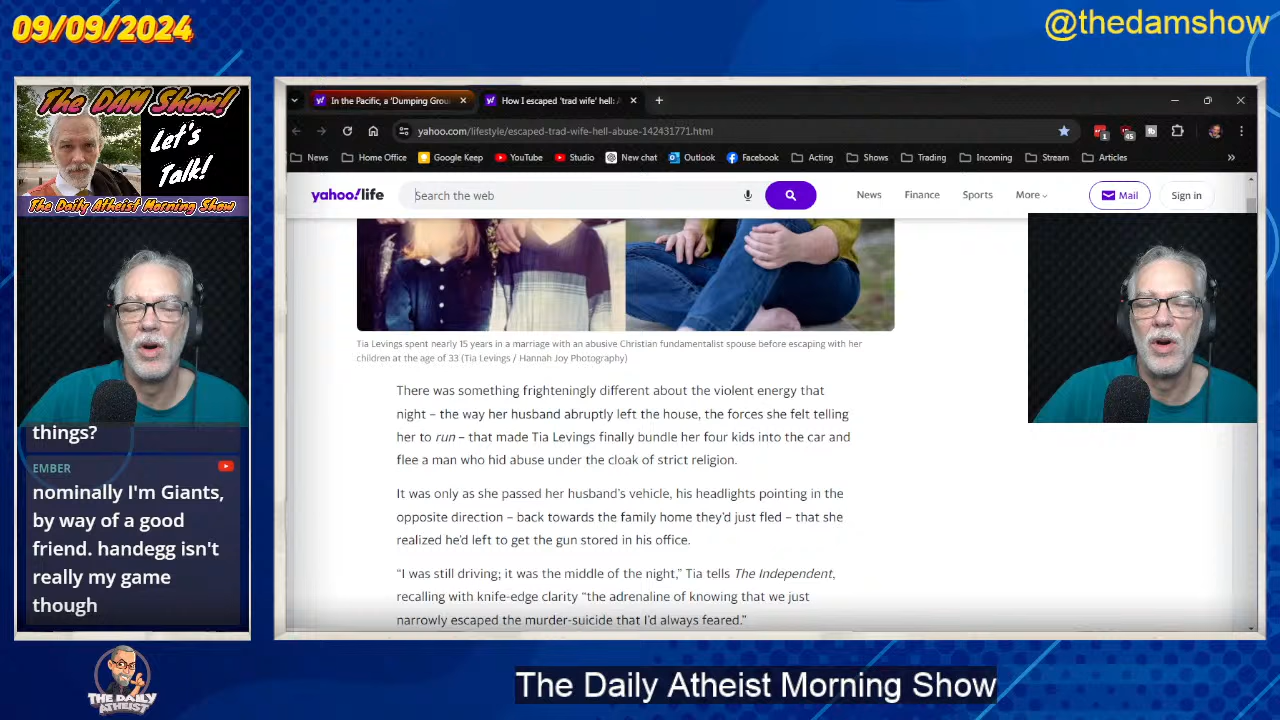 09/09/2024
@thedamshow
The DAM Show!
Let's
Talk!
The Daily Atheist Morning Show
things?
EMBER
nominally I'm Giants,
by way of a good
friend. handegg isn't
really my game
though
THE DAILY
ATHEIST
In the Pacific, a 'Dumping Grou
How I escaped 'trad wife' hell:
yahoo.com/lifestyle/escaped-trad-wife-hell-abuse-142431771.html
1
45
News
Home Office
Google Keep
YouTube
Studio
New chat
Outlook
Facebook
Acting
Shows
Trading
Incoming
Stream
Articles
yahoo!life
Search the web
News
Finance
Sports
More
Mail
Sign in
Tia Levings spent nearly 15 years in a marriage with an abusive Christian fundamentalist spouse before escaping with her
children at the age of 33 (Tia Levings / Hannah Joy Photography)
There was something frighteningly different about the violent energy that
night – the way her husband abruptly left the house, the forces she felt telling
her to run – that made Tia Levings finally bundle her four kids into the car and
flee a man who hid abuse under the cloak of strict religion.
It was only as she passed her husband's vehicle, his headlights pointing in the
opposite direction – back towards the family home they'd just fled – that she
realized he'd left to get the gun stored in his office.
“I was still driving; it was the middle of the night,” Tia tells The Independent,
recalling with knife-edge clarity “the adrenaline of knowing that we just
narrowly escaped the murder-suicide that I'd always feared.”
The Daily Atheist Morning Show